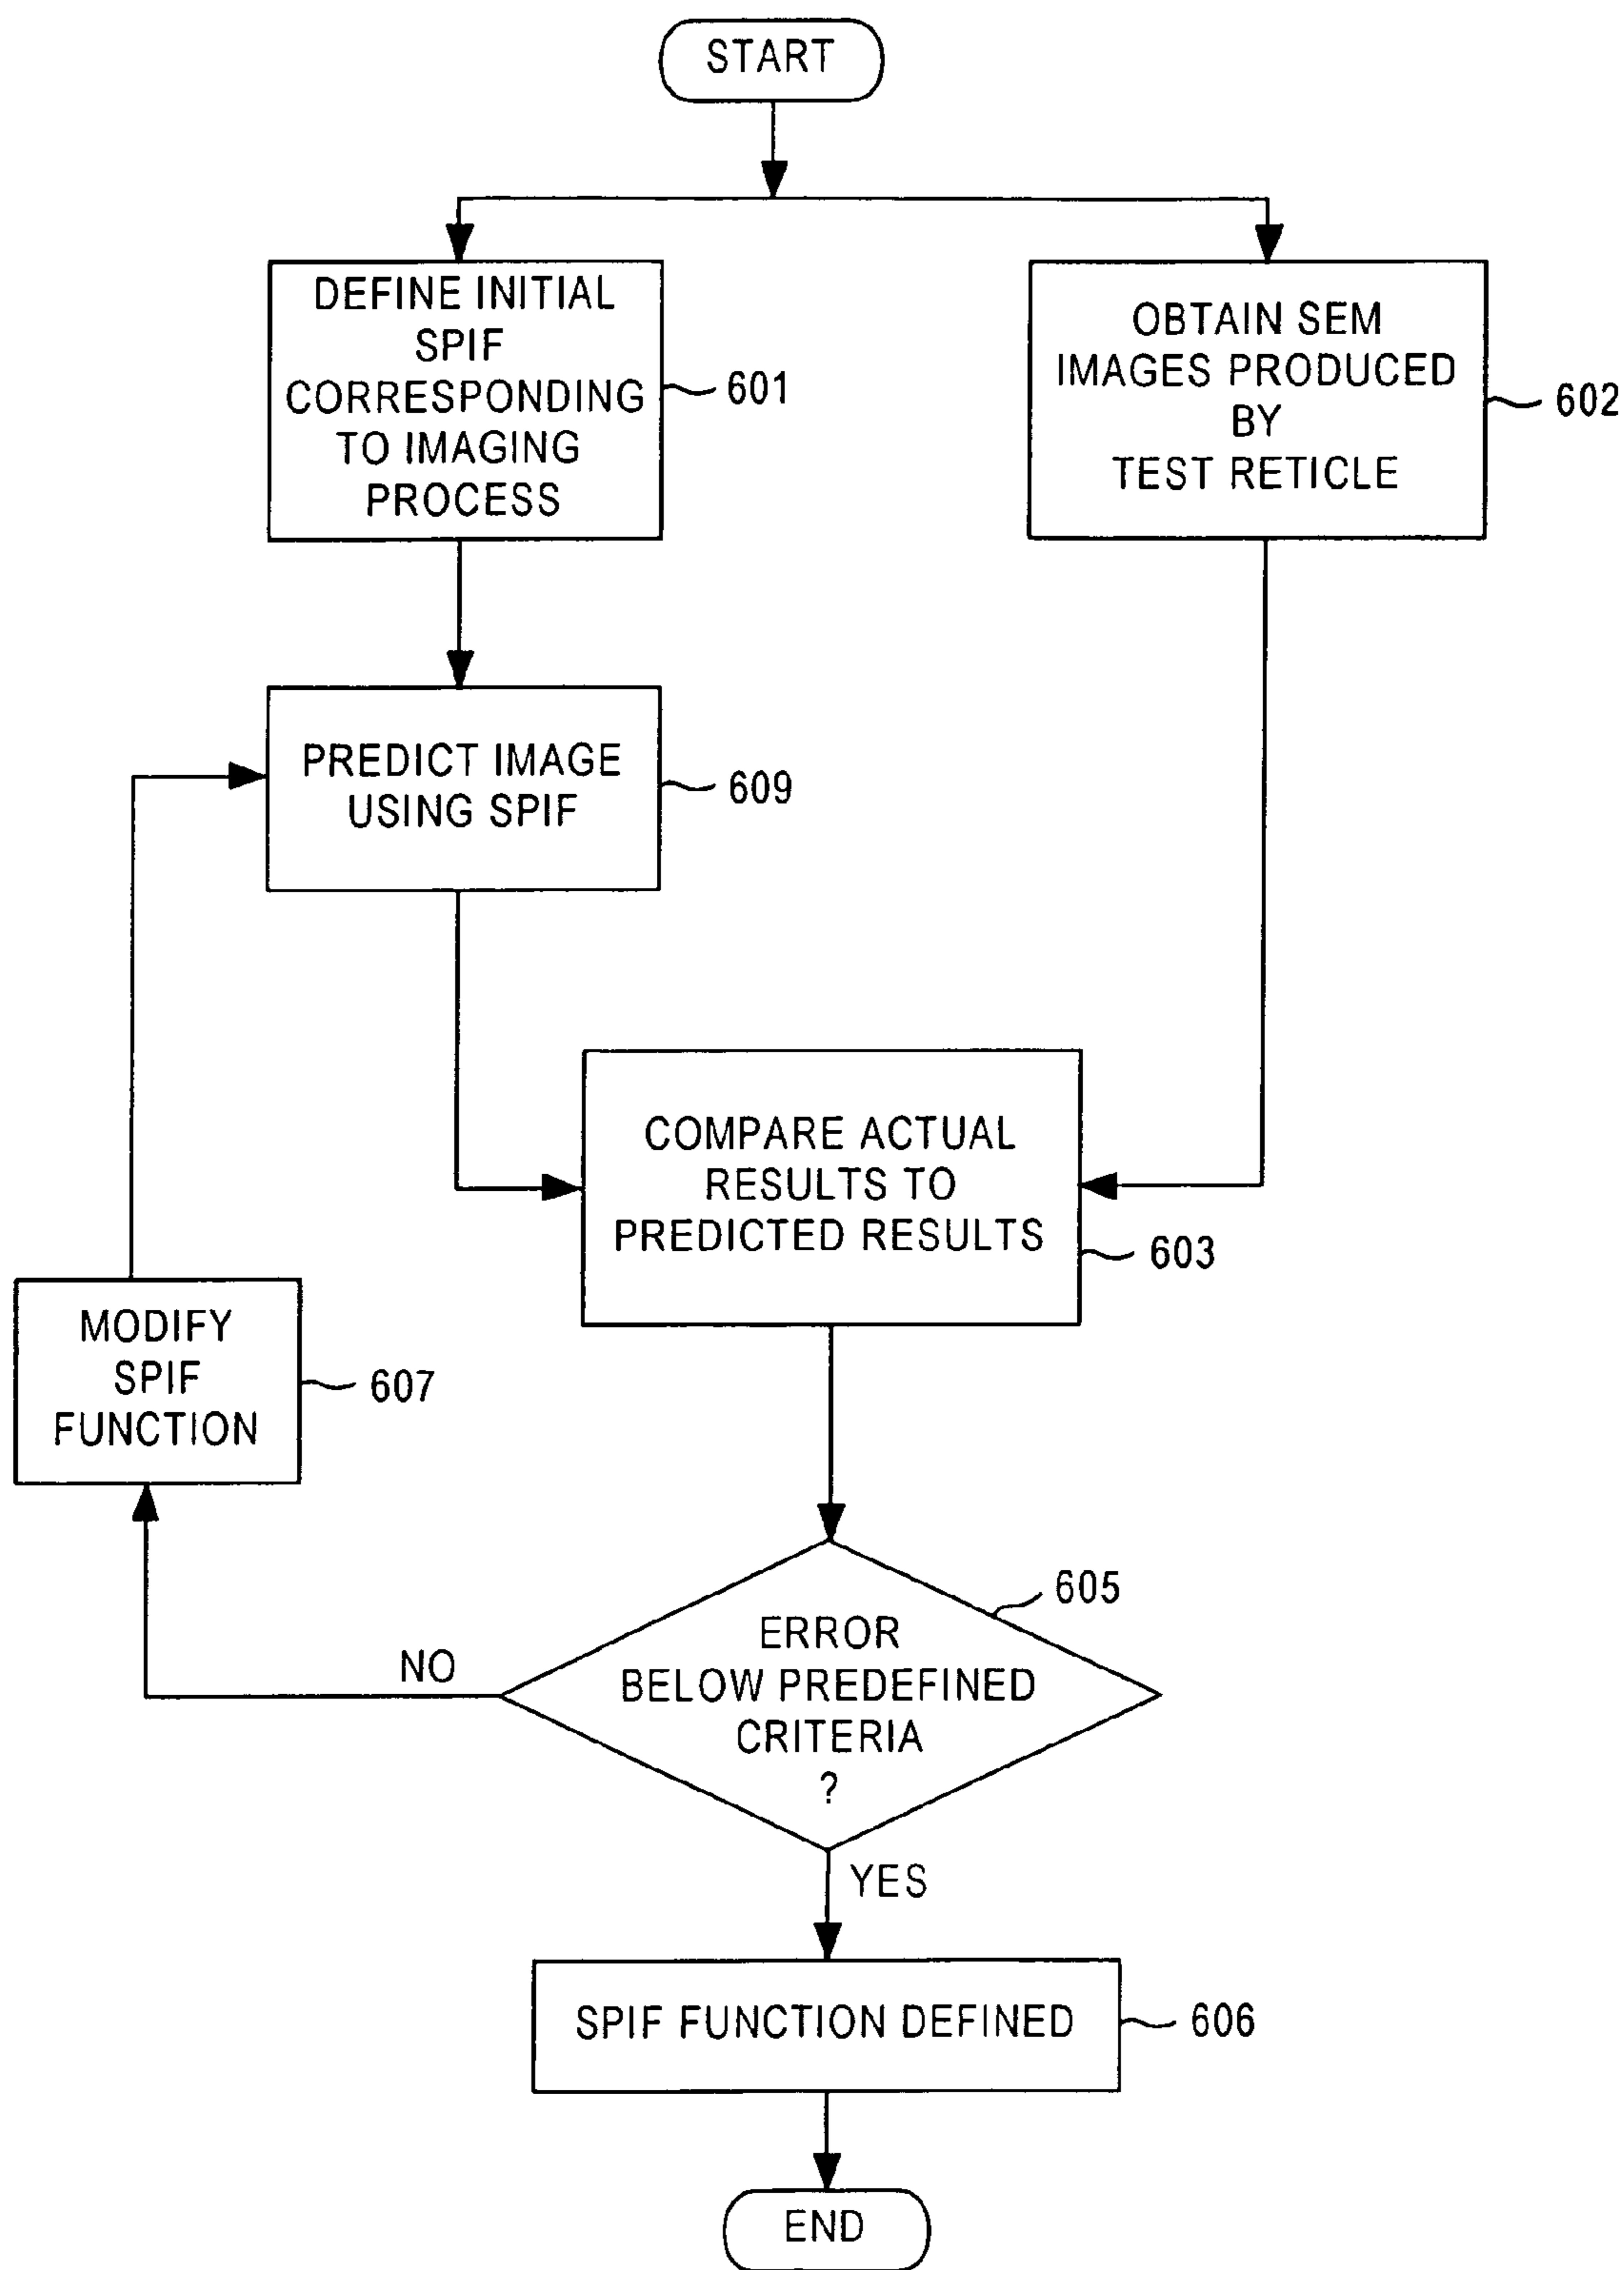 START
DEFINE INITIAL
SPIF
CORRESPONDING
TO IMAGING
PROCESS
601
OBTAIN SEM
IMAGES PRODUCED
BY
TEST RETICLE
602
PREDICT IMAGE
USING SPIF
609
COMPARE ACTUAL
RESULTS TO
PREDICTED RESULTS
603
MODIFY
SPIF
FUNCTION
607
ERROR
BELOW PREDEFINED
CRITERIA
?
605
NO
YES
SPIF FUNCTION DEFINED
606
END